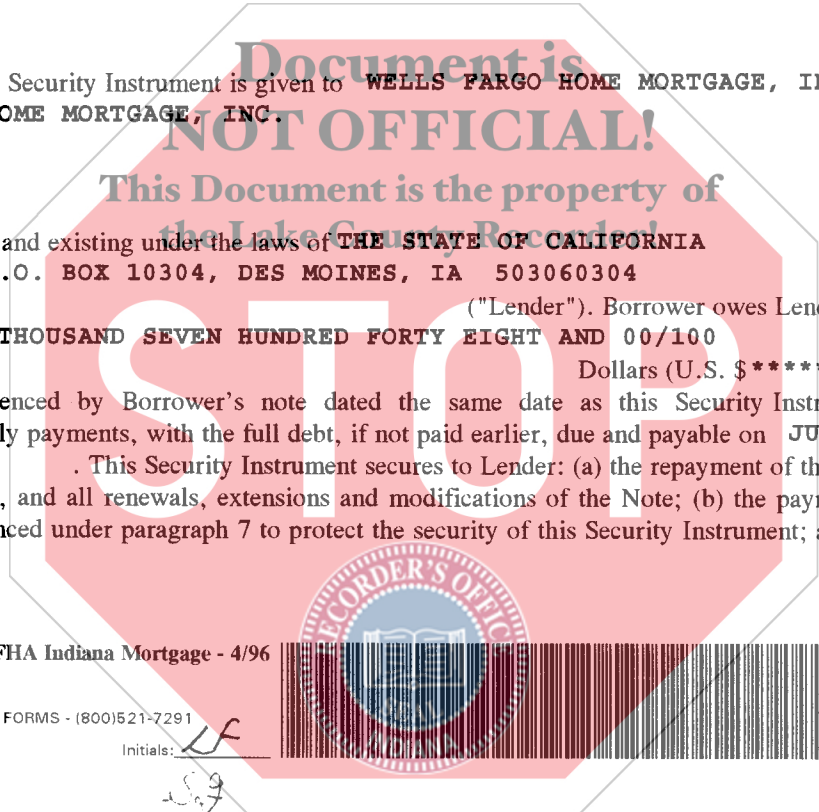 Document is
NOT OFFICIAL!
This Document is the property of
the Lake County Recorder!
Security Instrument is given to WELLS FARGO HOME MORTGAGE, I
OME MORTGAGE, INC.
and existing under the laws of THE STATE OF CALIFORNIA
.O. BOX 10304, DES MOINES, IA 503060304
("Lender"). Borrower owes Lend
THOUSAND SEVEN HUNDRED FORTY EIGHT AND 00/100
Dollars (U.S. $*****
enced by Borrower's note dated the same date as this Security Instr
ly payments, with the full debt, if not paid earlier, due and payable on JU
. This Security Instrument secures to Lender: (a) the repayment of th
, and all renewals, extensions and modifications of the Note; (b) the payr
nced under paragraph 7 to protect the security of this Security Instrument; a
STOP
RECORDER'S OFFICE
SEAL
INDIANA
FHA Indiana Mortgage - 4/96
FORMS - (800)521-7291
Initials: LF